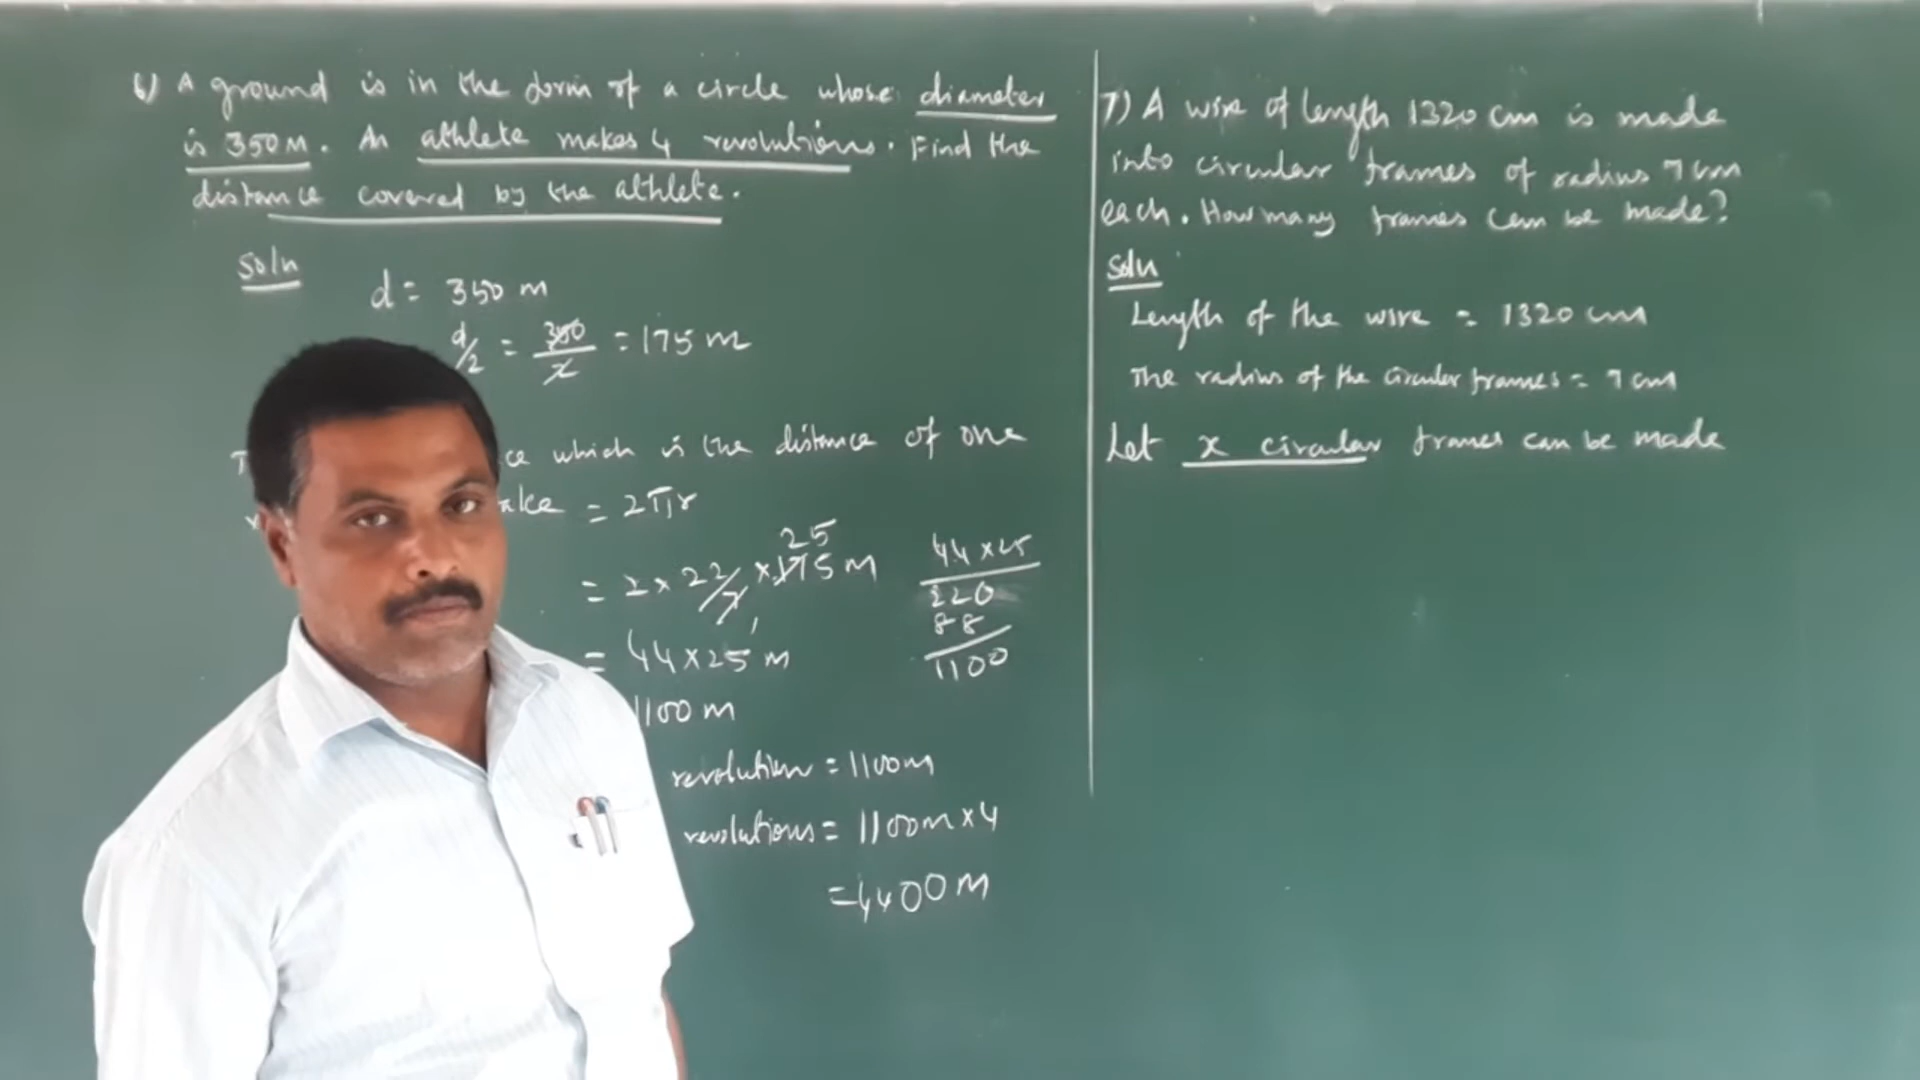 6) A ground is in the form of a circle whose diameter
is 350 M. An athlete makes 4 revolutions. Find the
distance covered by the athlete.
Soln
d = 350 m
d/2 = 350/2 = 175 m
ce which is the distance of one
= 2πr
25
= 2 × 22/7 × 175 m
1
= 44 × 25 m
1100 m
revolution = 1100m
revolutions = 1100m × 4
= 4400 m
44 × 25
220
88
1100
7) A wire of length 1320 cm is made
into circular frames of radius 7 cm
each. How many frames can be made?
Soln
Length of the wire = 1320 cm
The radius of the circular frames = 7 cm
Let x circular frames can be made